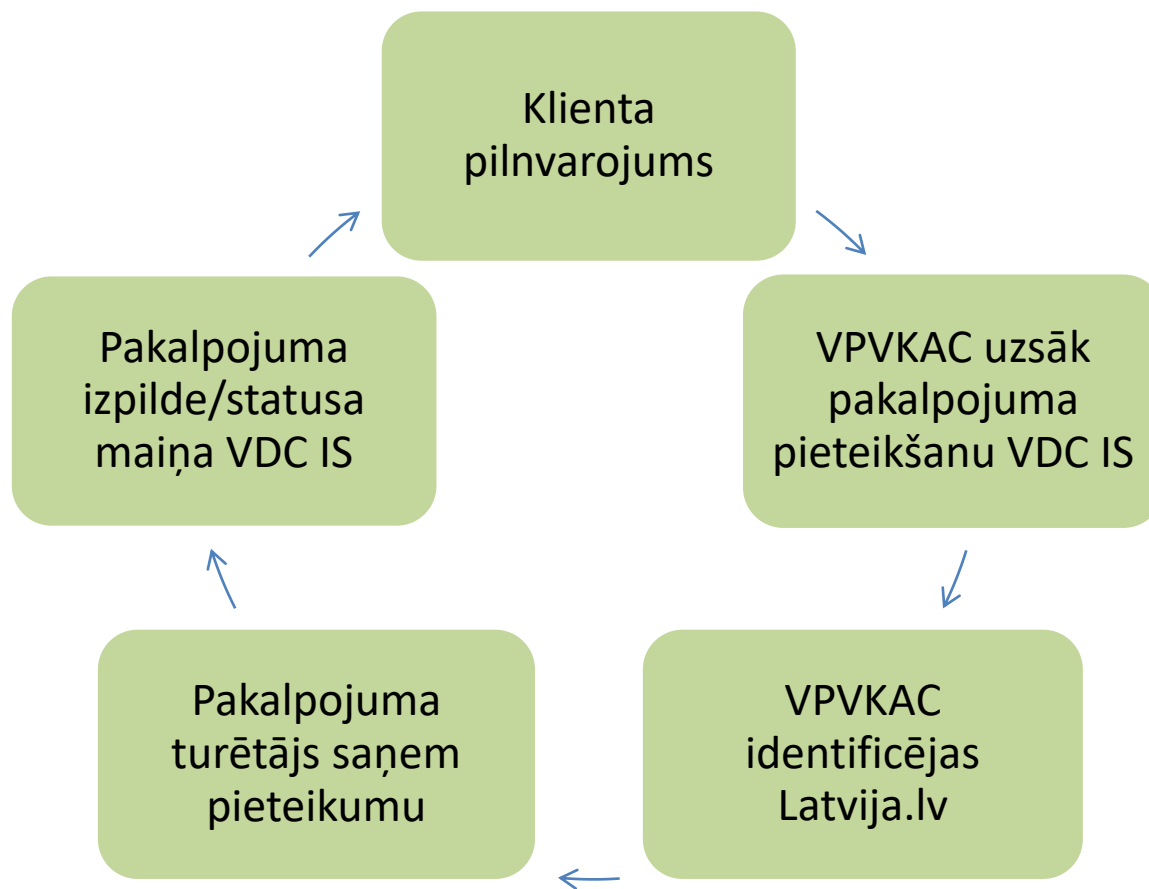 Klienta
pilnvarojums
VPVKAC uzsāk
pakalpojuma
pieteikšanu VDC IS
VPVKAC
identificējas
Latvija.lv
Pakalpojuma
turētājs saņem
pieteikumu
Pakalpojuma
izpilde/statusa
maiņa VDC IS